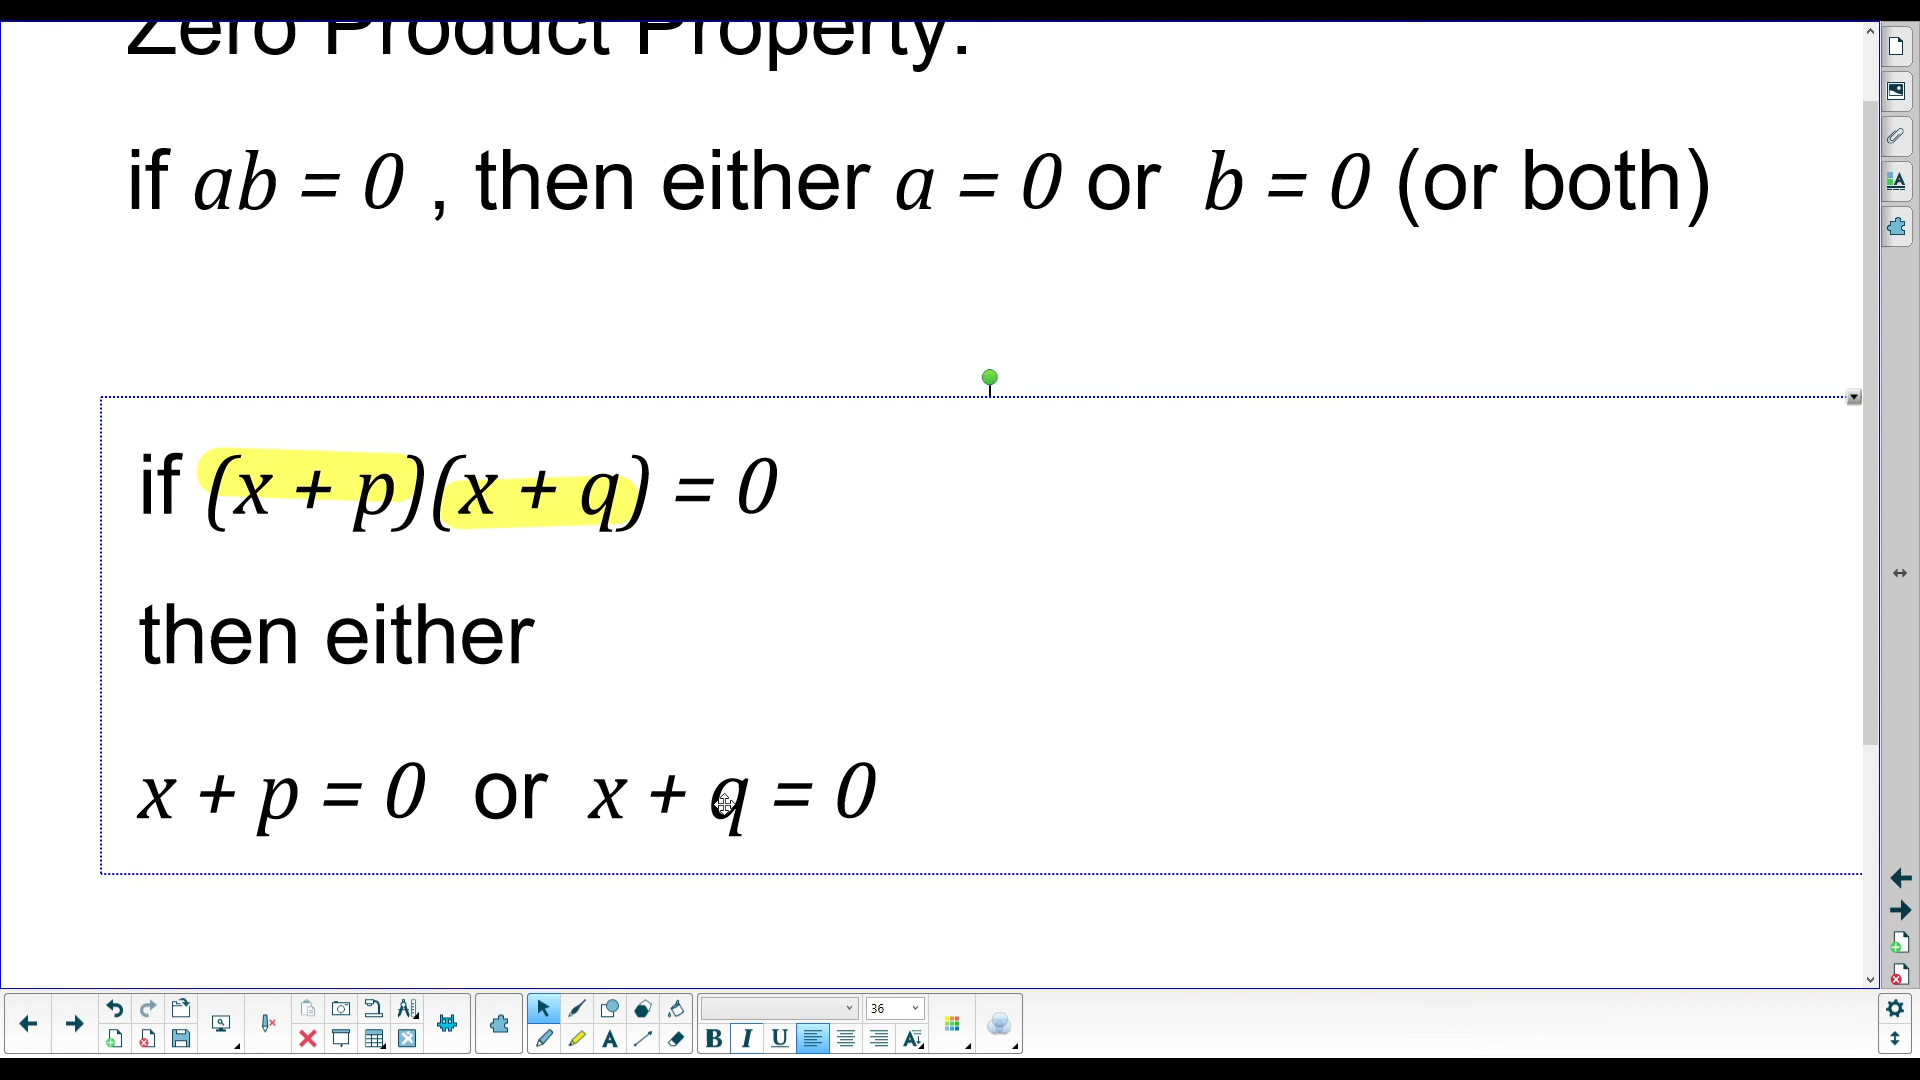 Zero Product Property:
if ab = 0 , then either a = 0 or b = 0 (or both)
if (x + p)(x + q) = 0
then either
x + p = 0 or x + q = 0
36
B I U A